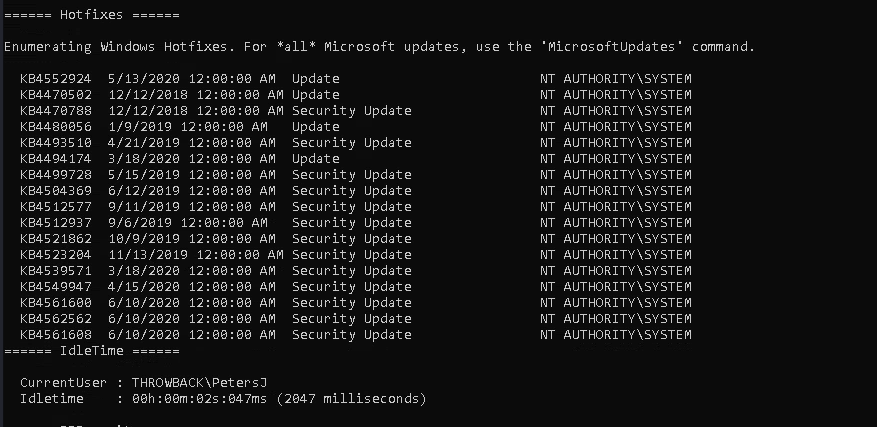 ====== Hotfixes ======
Enumerating Windows Hotfixes. For *all* Microsoft updates, use the 'MicrosoftUpdates' command.
KB4552924 5/13/2020 12:00:00 AM Update NT AUTHORITY\SYSTEM
KB4470502 12/12/2018 12:00:00 AM Update NT AUTHORITY\SYSTEM
KB4470788 12/12/2018 12:00:00 AM Security Update NT AUTHORITY\SYSTEM
KB4480056 1/9/2019 12:00:00 AM Update NT AUTHORITY\SYSTEM
KB4493510 4/21/2019 12:00:00 AM Security Update NT AUTHORITY\SYSTEM
KB4494174 3/18/2020 12:00:00 AM Update NT AUTHORITY\SYSTEM
KB4499728 5/15/2019 12:00:00 AM Security Update NT AUTHORITY\SYSTEM
KB4504369 6/12/2019 12:00:00 AM Security Update NT AUTHORITY\SYSTEM
KB4512577 9/11/2019 12:00:00 AM Security Update NT AUTHORITY\SYSTEM
KB4512937 9/6/2019 12:00:00 AM Security Update NT AUTHORITY\SYSTEM
KB4521862 10/9/2019 12:00:00 AM Security Update NT AUTHORITY\SYSTEM
KB4523204 11/13/2019 12:00:00 AM Security Update NT AUTHORITY\SYSTEM
KB4539571 3/18/2020 12:00:00 AM Security Update NT AUTHORITY\SYSTEM
KB4549947 4/15/2020 12:00:00 AM Security Update NT AUTHORITY\SYSTEM
KB4561600 6/10/2020 12:00:00 AM Security Update NT AUTHORITY\SYSTEM
KB4562562 6/10/2020 12:00:00 AM Security Update NT AUTHORITY\SYSTEM
KB4561608 6/10/2020 12:00:00 AM Security Update NT AUTHORITY\SYSTEM
====== IdleTime ======
CurrentUser : THROWBACK\PetersJ
Idletime : 00h:00m:02s:047ms (2047 milliseconds)